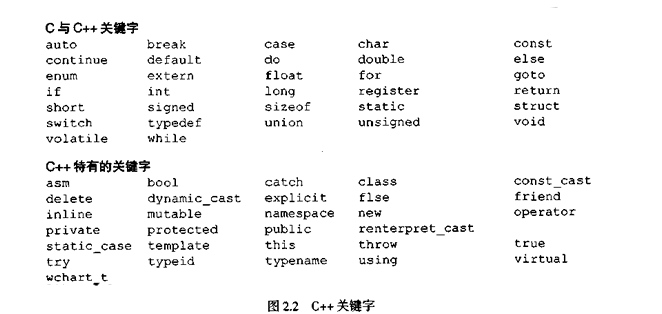 C 与 C++ 关键字
auto break case char const
continue default do double else
enum extern float for goto
if int long register return
short signed sizeof static struct
switch typedef union unsigned void
volatile while
C++ 特有的关键字
asm bool catch class const_cast
delete dynamic_cast explicit flse friend
inline mutable namespace new operator
private protected public renterpret_cast
static_case template this throw true
try typeid typename using virtual
wchart_t
图 2.2 C++ 关键字